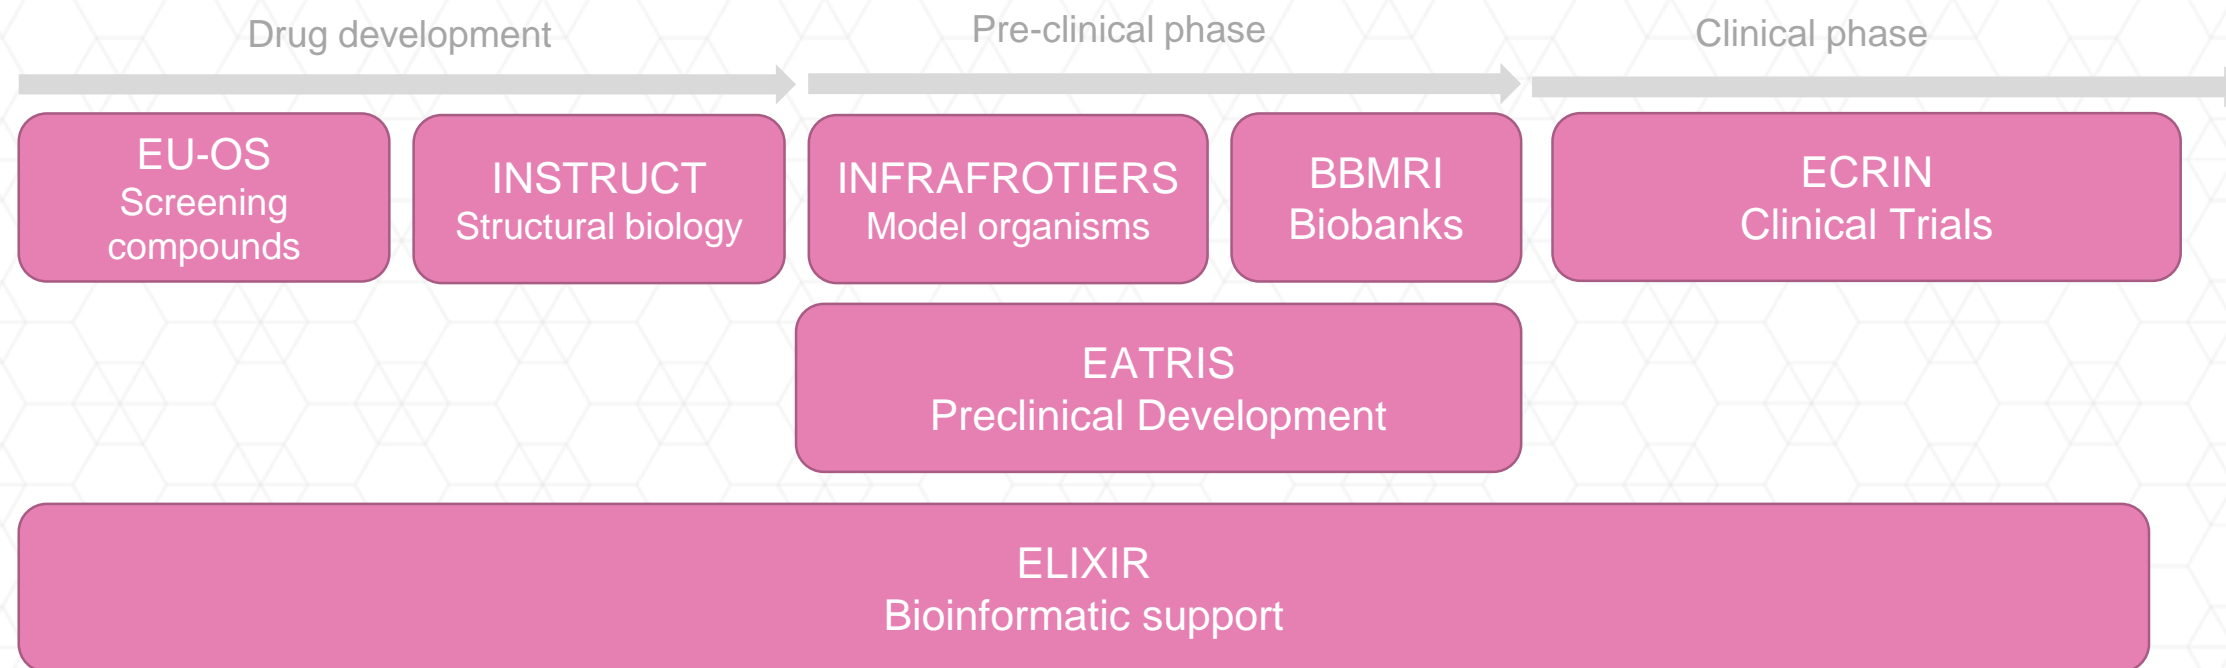 Drug development
Pre-clinical phase
Clinical phase
EU-OS
Screening
compounds
INSTRUCT
Structural biology
INFRAFROTIERS
Model organisms
BBMRI
Biobanks
ECRIN
Clinical Trials
EATRIS
Preclinical Development
ELIXIR
Bioinformatic support